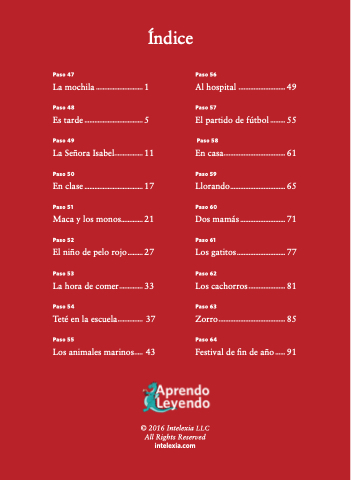 Índice
Paso 47
La mochila ........................ 1
Paso 48
Es tarde ............................. 5
Paso 49
La Señora Isabel.............. 11
Paso 50
En clase ............................. 17
Paso 51
Maca y los monos........... 21
Paso 52
El niño de pelo rojo ........ 27
Paso 53
La hora de comer ............ 33
Paso 54
Teté en la escuela............. 37
Paso 55
Los animales marinos..... 43
Paso 56
Al hospital ........................ 49
Paso 57
El partido de fútbol ........ 55
Paso 58
En casa................................ 61
Paso 59
Llorando............................ 65
Paso 60
Dos mamás ....................... 71
Paso 61
Los gatitos......................... 77
Paso 62
Los cachorros ................... 81
Paso 63
Zorro.................................. 85
Paso 64
Festival de fin de año ..... 91
Aprendo
Leyendo
© 2016 Intelexia LLC
All Rights Reserved
intelexia.com